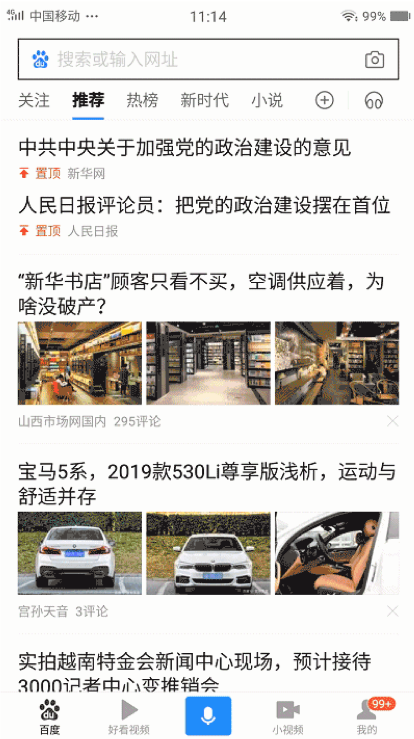 4G 中国移动 ··· 11:14 99%
搜索或输入网址
关注 推荐 热榜 新时代 小说
中共中央关于加强党的政治建设的意见
置顶 新华网
人民日报评论员：把党的政治建设摆在首位
置顶 人民日报
“新华书店”顾客只看不买，空调供应着，为
啥没破产？
山西市场网国内 295评论
宝马5系，2019款530Li尊享版浅析，运动与
舒适并存
宫孙天音 3评论
实拍越南特金会新闻中心现场，预计接待
3000记者中心变推销会
99+
百度 好看视频 小视频 我的